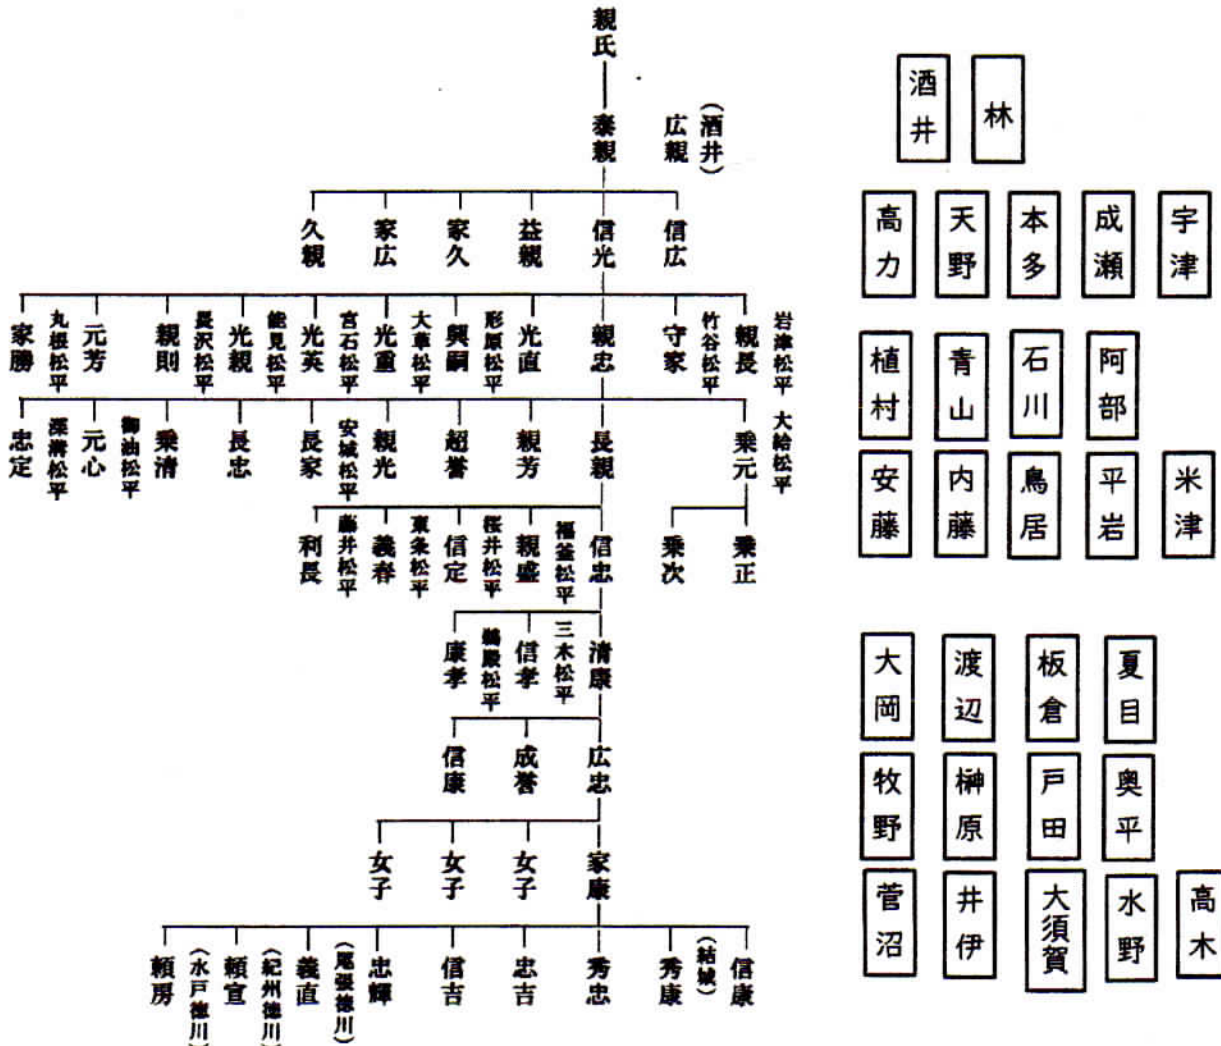 親氏
泰親
広親
(酒井)
信広
信光
益親
家久
家広
久親
岩津松平
親長
竹谷松平
守家
親忠
光直
形原松平
興嗣
大草松平
光重
宮石松平
光英
能見松平
光親
長沢松平
親則
元芳
丸根松平
家勝
大給松平
乗元
長親
親芳
超誉
親光
安城松平
長家
長忠
乗清
御油松平
元心
深溝松平
忠定
乗正
乗次
信忠
福釜松平
親盛
桜井松平
信定
東条松平
義春
藤井松平
利長
清康
三木松平
信孝
鵜殿松平
康孝
広忠
成誉
信康
家康
女子
女子
女子
信康
(結城)
秀康
秀忠
忠吉
信吉
忠輝
(尾張徳川)
義直
(紀州徳川)
頼宣
(水戸徳川)
頼房
酒井
林
高力
天野
本多
成瀬
宇津
植村
青山
石川
阿部
安藤
内藤
鳥居
平岩
米津
大岡
渡辺
板倉
夏目
牧野
榊原
戸田
奥平
菅沼
井伊
大須賀
水野
高木